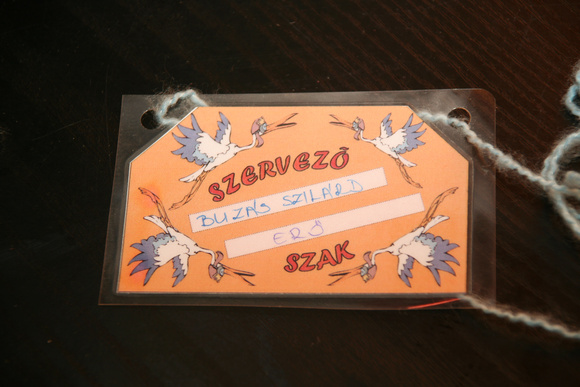 SZERVEZŐ
BUZÁS SZILÁRD
ERŐ
SZAK